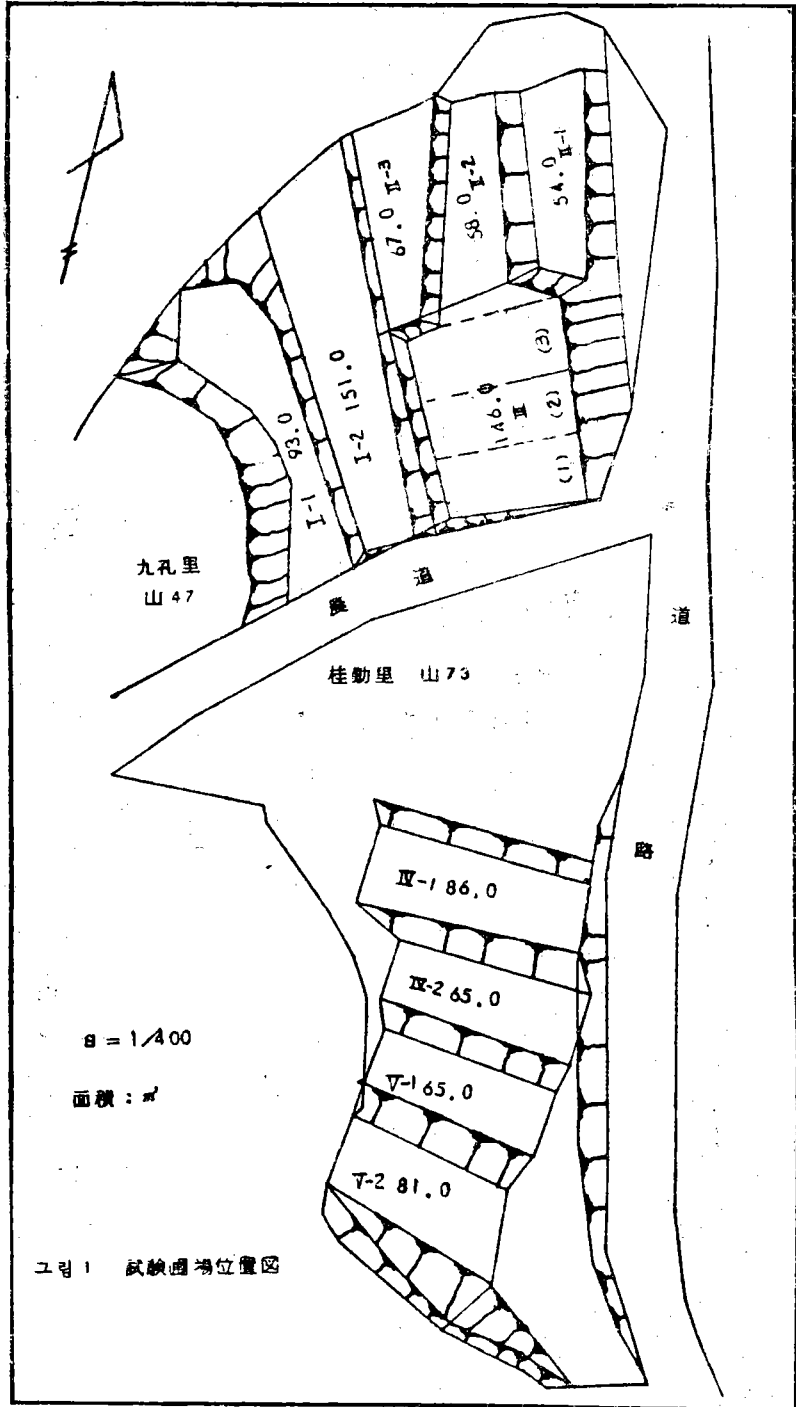 II-3 67.0
II-2 58.0
II-1 54.0
I-2 151.0
I-1 93.0
146.0
III
(1) (2) (3)
九孔里
山47
農道
桂動里 山73
道路
IV-1 86.0
IV-2 65.0
V-1 65.0
V-2 81.0
S = 1/400
面積 : ㎡
그림 1 試験圃場位置図